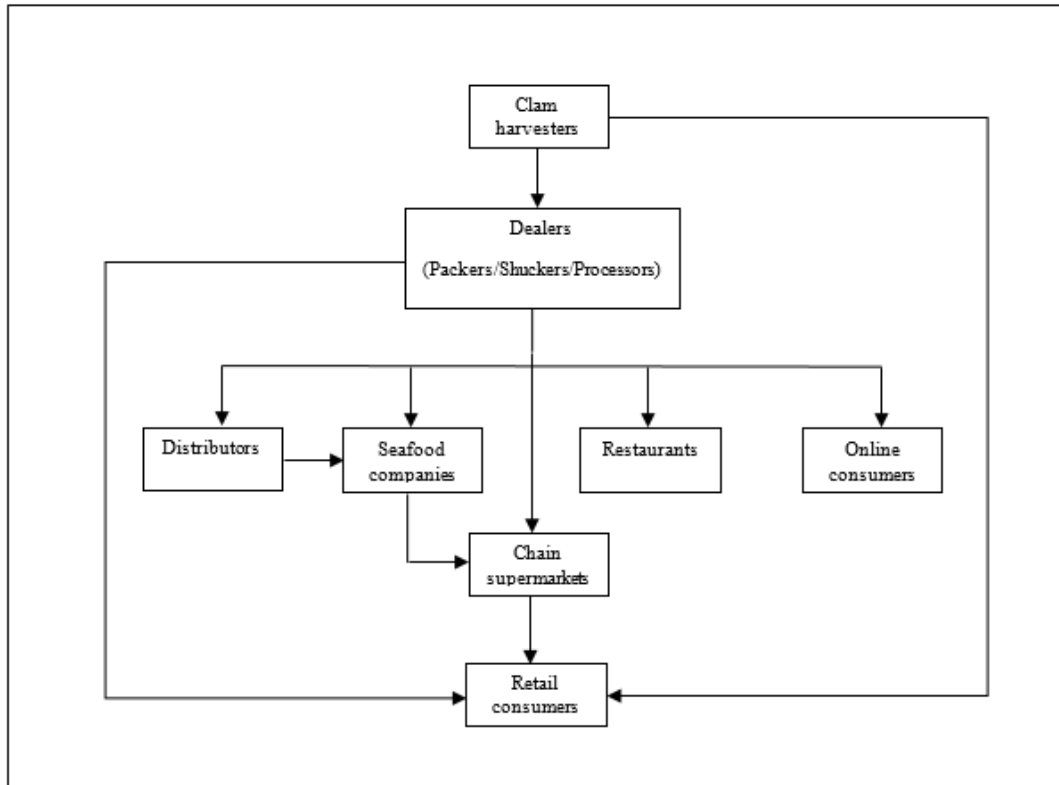 Clam
harvesters
Dealers
(Packers/Shuckers/Processors)
Distributors
Seafood
companies
Restaurants
Online
consumers
Chain
supermarkets
Retail
consumers